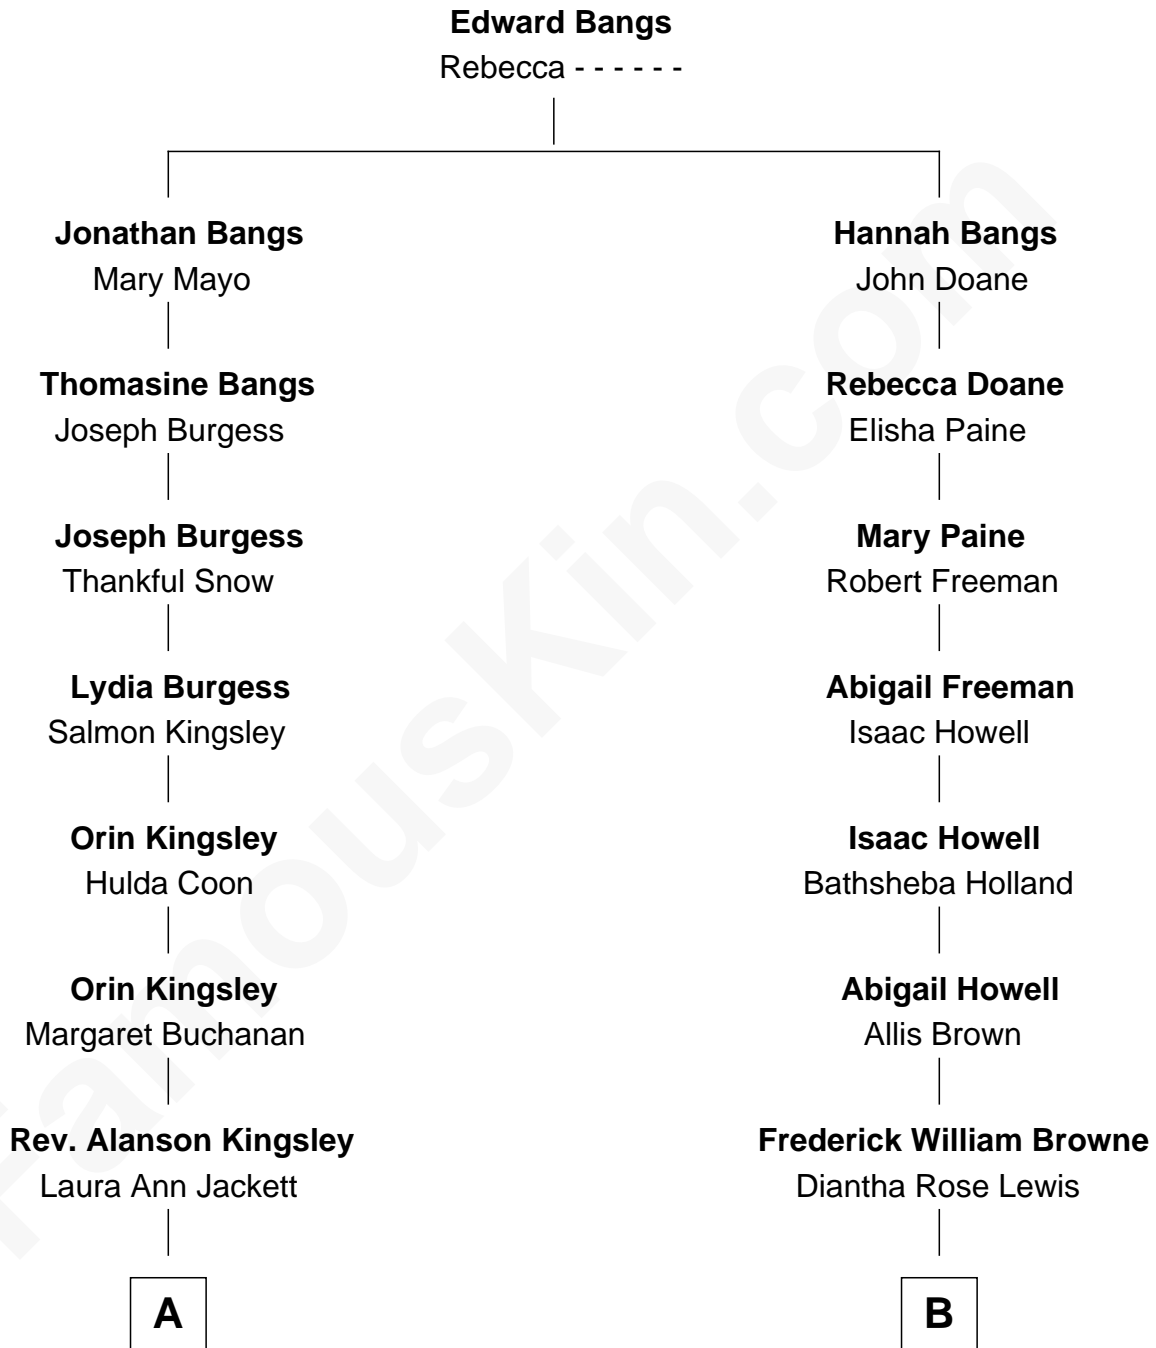 Edward Bangs
Rebecca - - - - - -
Jonathan Bangs
Mary Mayo
Hannah Bangs
John Doane
Thomasine Bangs
Joseph Burgess
Rebecca Doane
Elisha Paine
Joseph Burgess
Thankful Snow
Mary Paine
Robert Freeman
Lydia Burgess
Salmon Kingsley
Abigail Freeman
Isaac Howell
Orin Kingsley
Hulda Coon
Isaac Howell
Bathsheba Holland
Orin Kingsley
Margaret Buchanan
Abigail Howell
Allis Brown
Rev. Alanson Kingsley
Laura Ann Jackett
Frederick William Browne
Diantha Rose Lewis
A
B
FamousKin.com